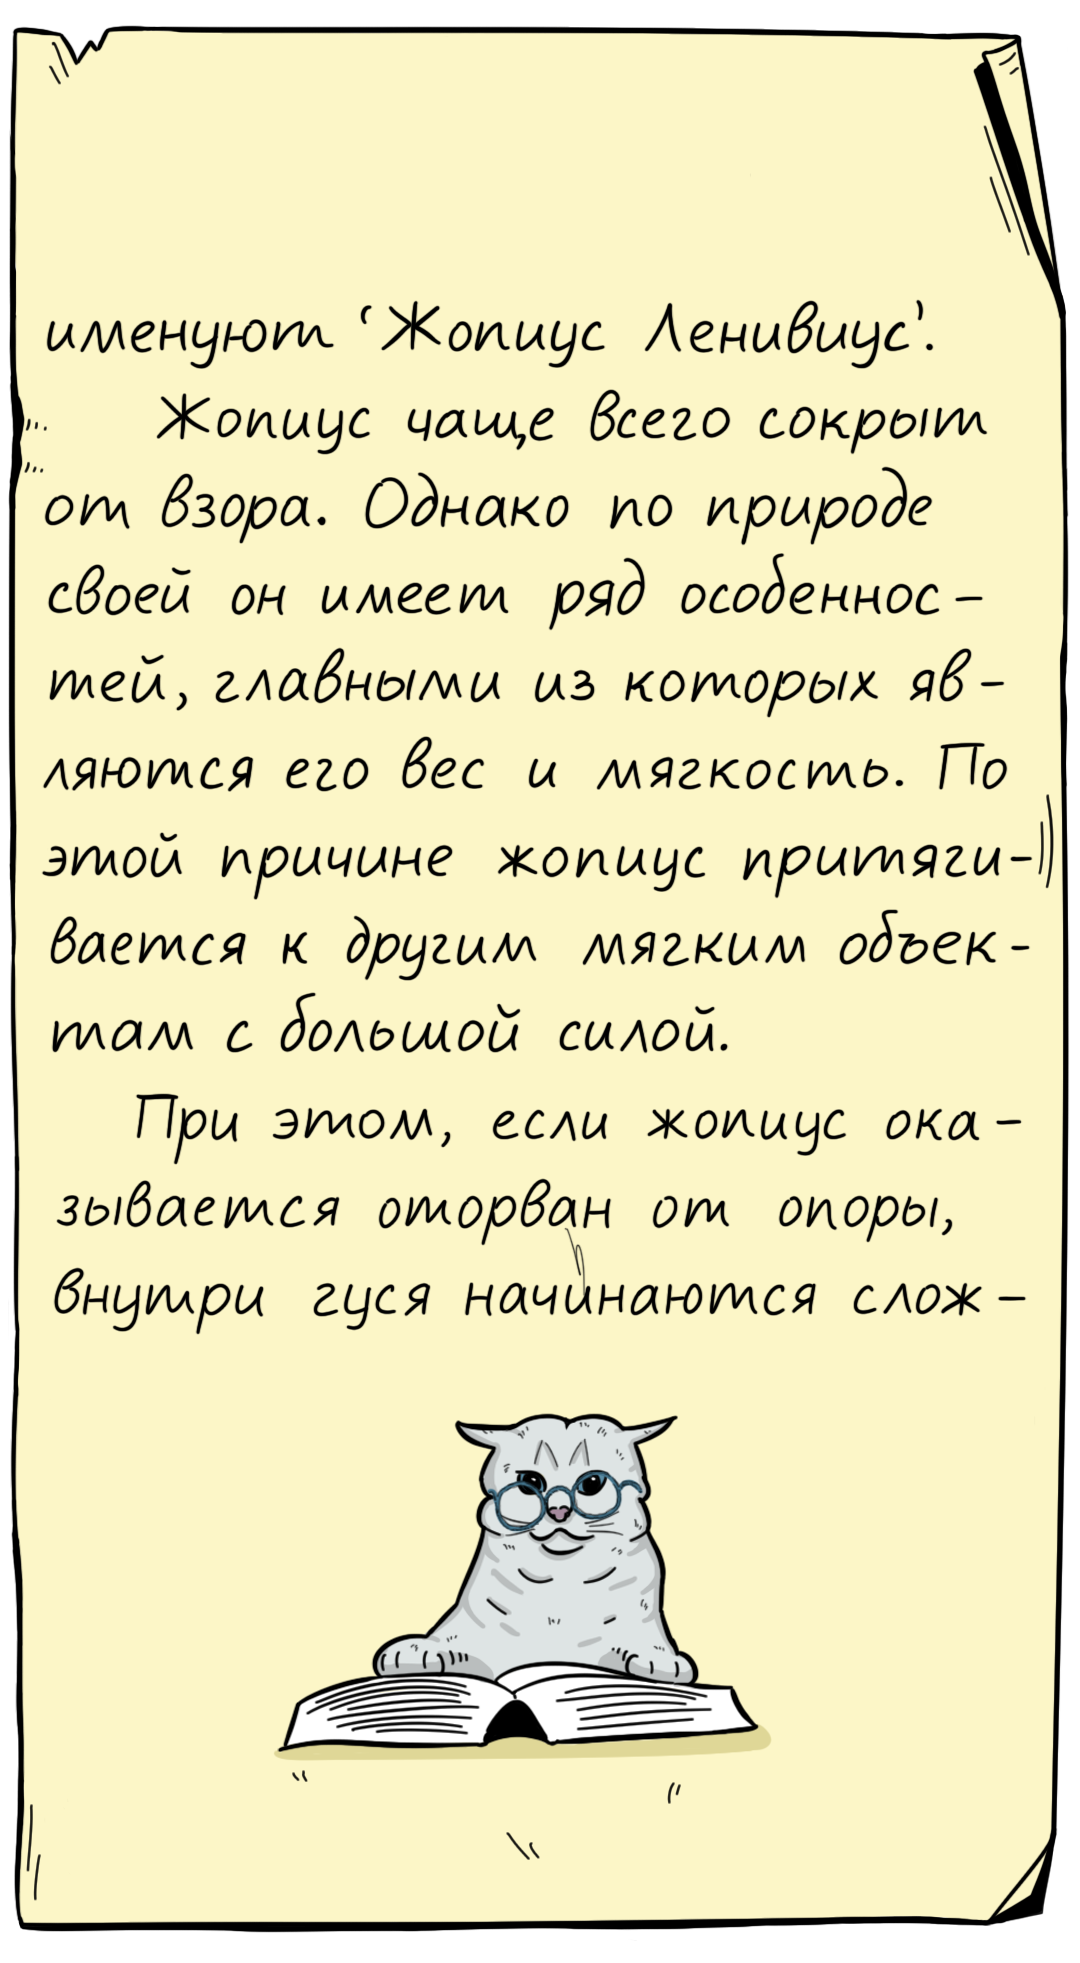 именуют 'Жопиус Ленивиус'.
Жопиус чаще всего сокрыт
от взора. Однако по природе
своей он имеет ряд особеннос-
тей, главными из которых яв-
ляются его вес и мягкость. По
этой причине жопиус притяги-
вается к другим мягким объек-
там с большой силой.
При этом, если жопиус ока-
зывается оторван от опоры,
внутри гуся начинаются слож-